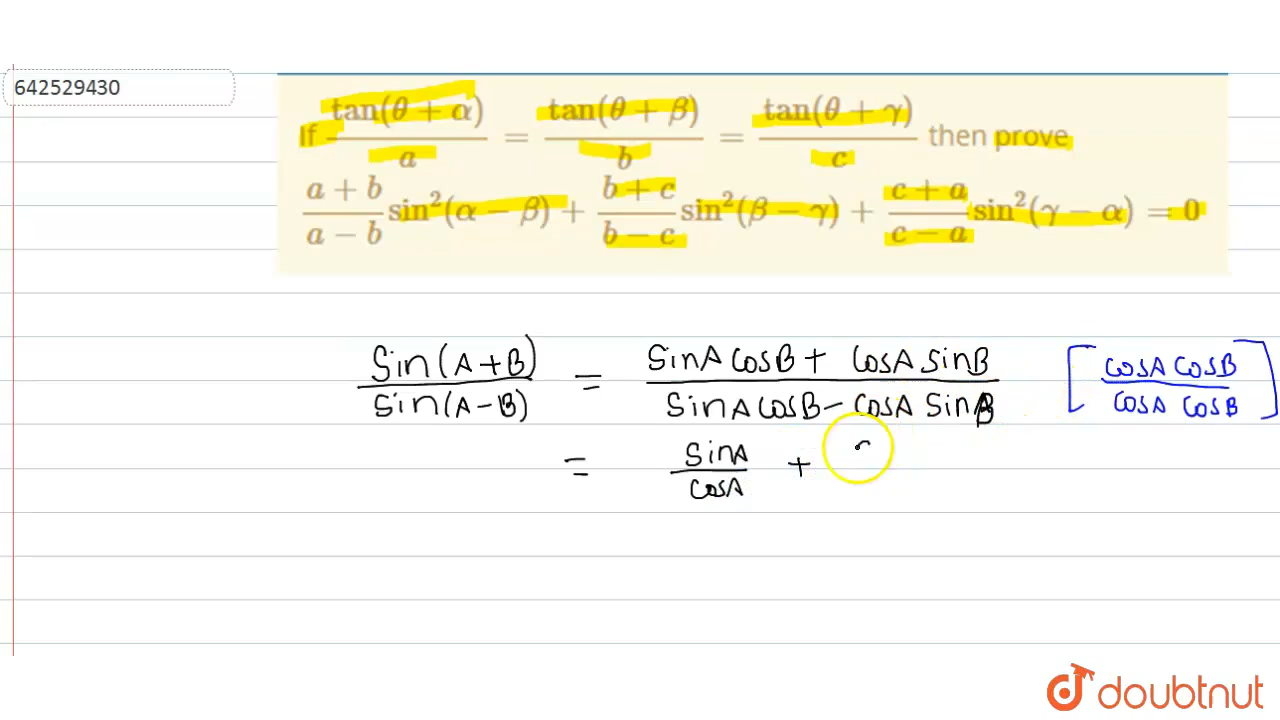 642529430
If tan(θ + α)/a = tan(θ + β)/b = tan(θ + γ)/c then prove
(a + b)/(a − b) sin²(α − β) + (b + c)/(b − c) sin²(β − γ) + (c + a)/(c − a) sin²(γ − α) = 0
Sin(A+B)/Sin(A−B) = (SinA CosB + CosA SinB)/(SinA CosB − CosA SinB) [CosA CosB/CosA CosB]
= SinA/CosA +
doubtnut